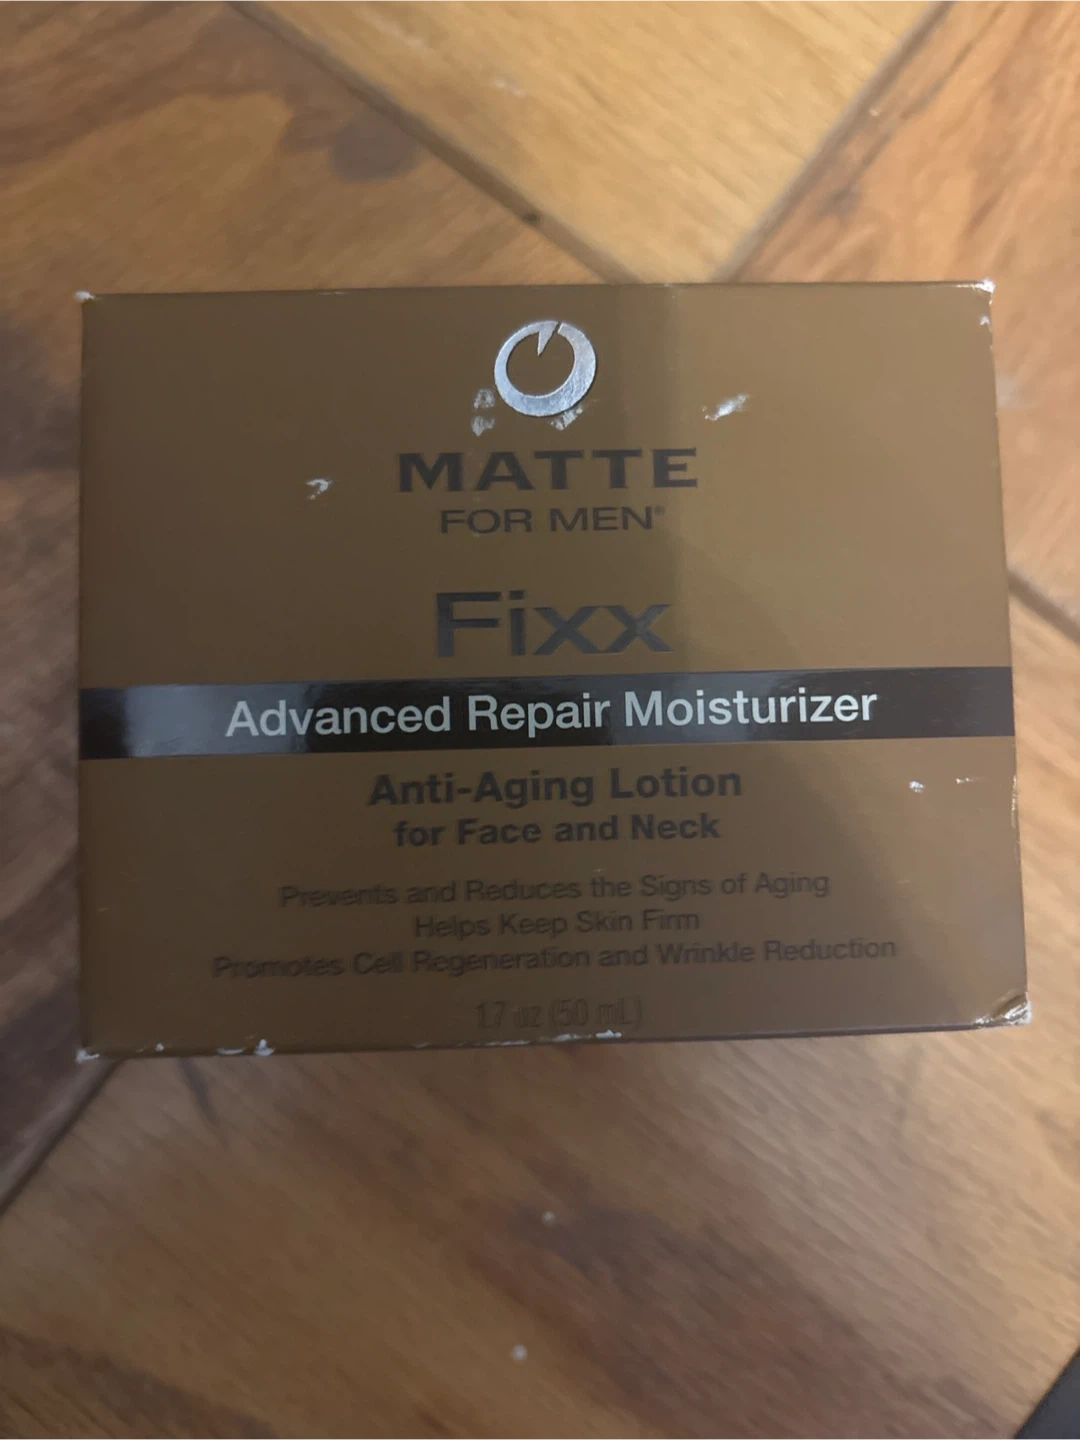 MATTE
FOR MEN®
Fixx
Advanced Repair Moisturizer
Anti-Aging Lotion
for Face and Neck
Prevents and Reduces the Signs of Aging
Helps Keep Skin Firm
Promotes Cell Regeneration and Wrinkle Reduction
1.7 oz (50 mL)